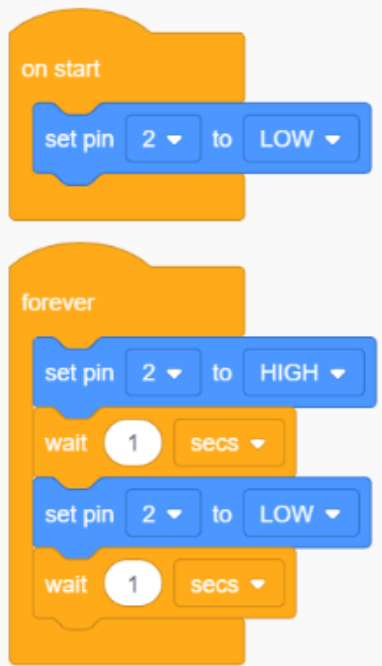 on start
set pin 2 to LOW
forever
set pin 2 to HIGH
wait 1 secs
set pin 2 to LOW
wait 1 secs